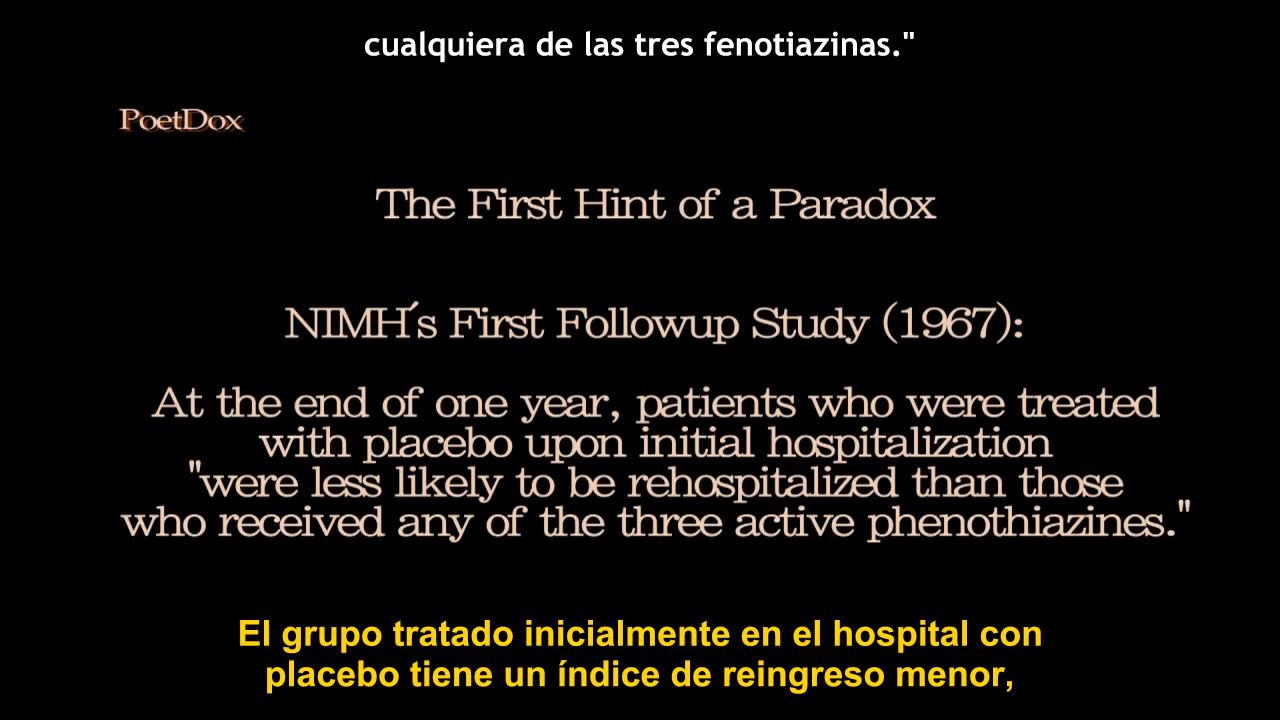 cualquiera de las tres fenotiazinas."
PoetDox
The First Hint of a Paradox
NIMH´s First Followup Study (1967):
At the end of one year, patients who were treated
with placebo upon initial hospitalization
"were less likely to be rehospitalized than those
who received any of the three active phenothiazines."
El grupo tratado inicialmente en el hospital con
placebo tiene un índice de reingreso menor,